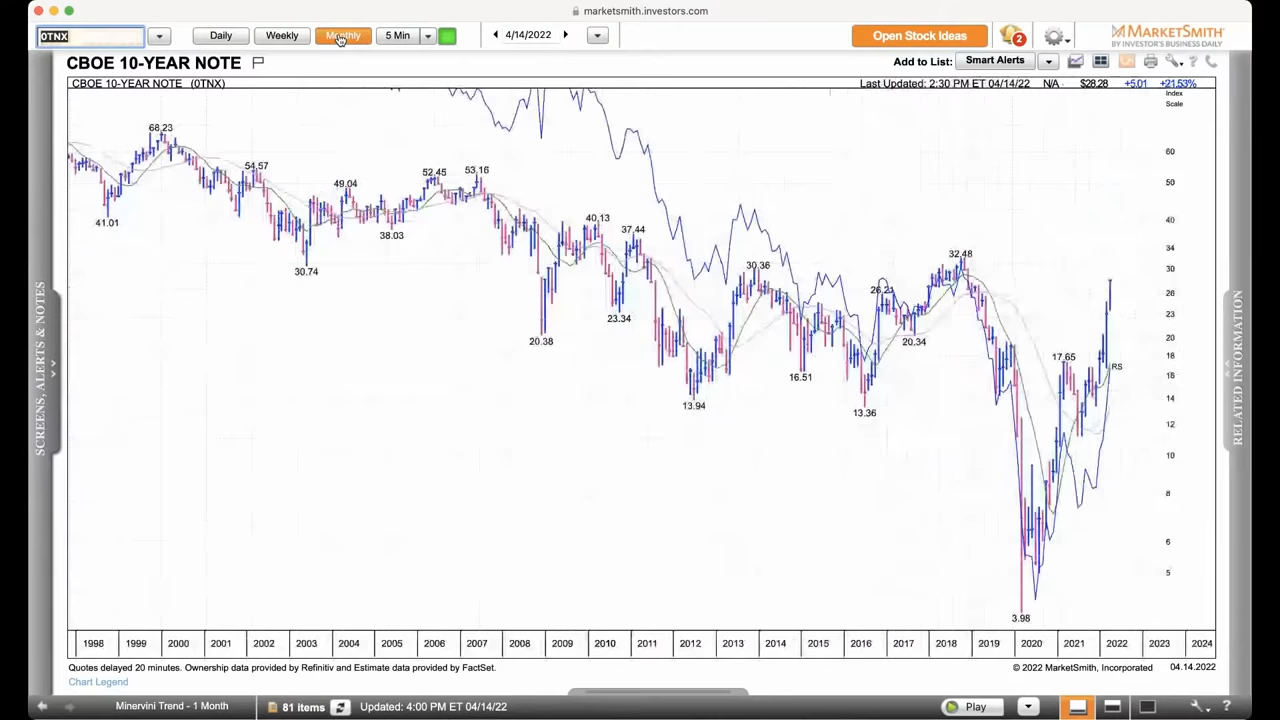 marketsmith.investors.com
0TNX
Daily
Weekly
Monthly
5 Min
4/14/2022
Open Stock Ideas
2
MARKETSMITH
BY INVESTOR'S BUSINESS DAILY
CBOE 10-YEAR NOTE
Add to List:
Smart Alerts
CBOE 10-YEAR NOTE (0TNX)
Last Updated: 2:30 PM ET 04/14/22 N/A $28.28 +5.01 +21.53%
Index
Scale
68.23
54.57
41.01
30.74
49.04
38.03
52.45
53.16
20.38
40.13
23.34
37.44
13.94
30.36
16.51
13.36
26.21
20.34
32.48
3.98
17.65
RS
60
50
40
34
30
26
23
20
18
15
14
12
10
8
6
5
1998 1999 2000 2001 2002 2003 2004 2005 2006 2007 2008 2009 2010 2011 2012 2013 2014 2015 2016 2017 2018 2019 2020 2021 2022 2023 2024
Quotes delayed 20 minutes. Ownership data provided by Refinitiv and Estimate data provided by FactSet.
© 2022 MarketSmith, Incorporated
04.14.2022
Chart Legend
SCREENS, ALERTS & NOTES
RELATED INFORMATION
Minervini Trend - 1 Month
81 items
Updated: 4:00 PM ET 04/14/22
Play
?